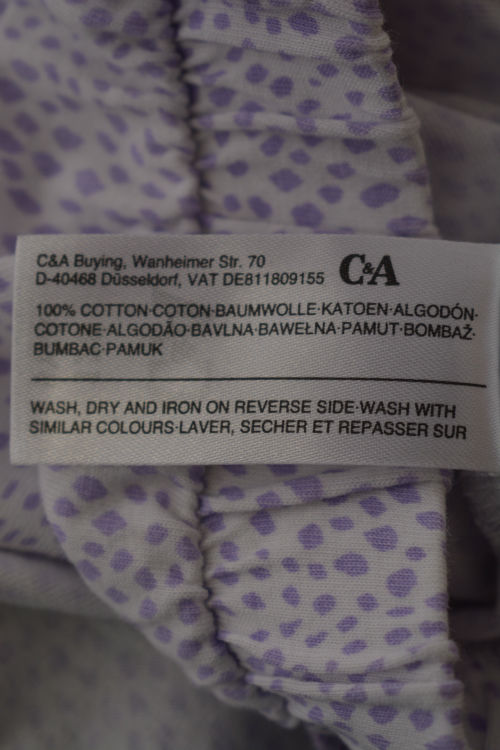 C&A Buying, Wanheimer Str. 70
D-40468 Düsseldorf, VAT DE811809155
C&A
100% COTTON·COTON·BAUMWOLLE·KATOEN·ALGODÓN·
COTONE·ALGODÃO·BAVLNA·BAWEŁNA·PAMUT·BOMBAŽ·
BUMBAC·PAMUK
WASH, DRY AND IRON ON REVERSE SIDE·WASH WITH
SIMILAR COLOURS·LAVER, SECHER ET REPASSER SUR